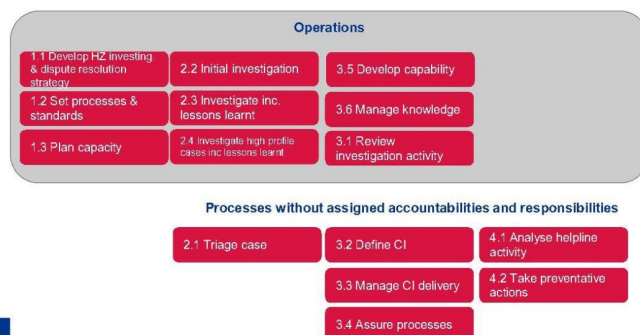 Operations
1.1 Develop HZ investing.
& dispute resolution
strategy
2.2 Initial investigation
3.5 Develop capability
1.2 Set processes &
standards
2.3 Investigate inc.
lessons learnt
3.6 Manage knowledge
1.3 Plan capacity
2.4 Investigate high profile
cases inc lessons learnt
3.1 Review
investigation activity
Processes without assigned accountabilities and responsibilities
2.1 Triage case
3.2 Define CI
4.1 Analyse helpline
activity
3.3 Manage CI delivery
4.2 Take preventative
actions
3.4 Assure processes